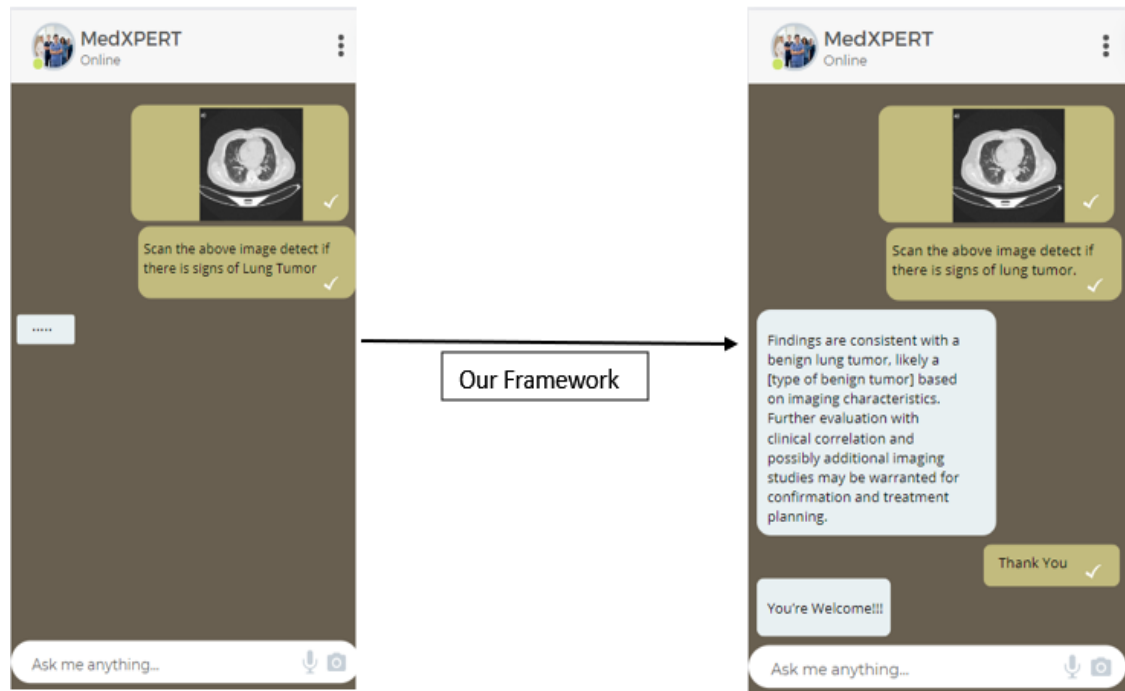 MedXPERT
Online
Scan the above image detect if
there is signs of Lung Tumor
.....
Ask me anything...
Our Framework
MedXPERT
Online
Scan the above image detect if
there is signs of lung tumor.
Findings are consistent with a
benign lung tumor, likely a
[type of benign tumor] based
on imaging characteristics.
Further evaluation with
clinical correlation and
possibly additional imaging
studies may be warranted for
confirmation and treatment
planning.
Thank You
You're Welcome!!!
Ask me anything...